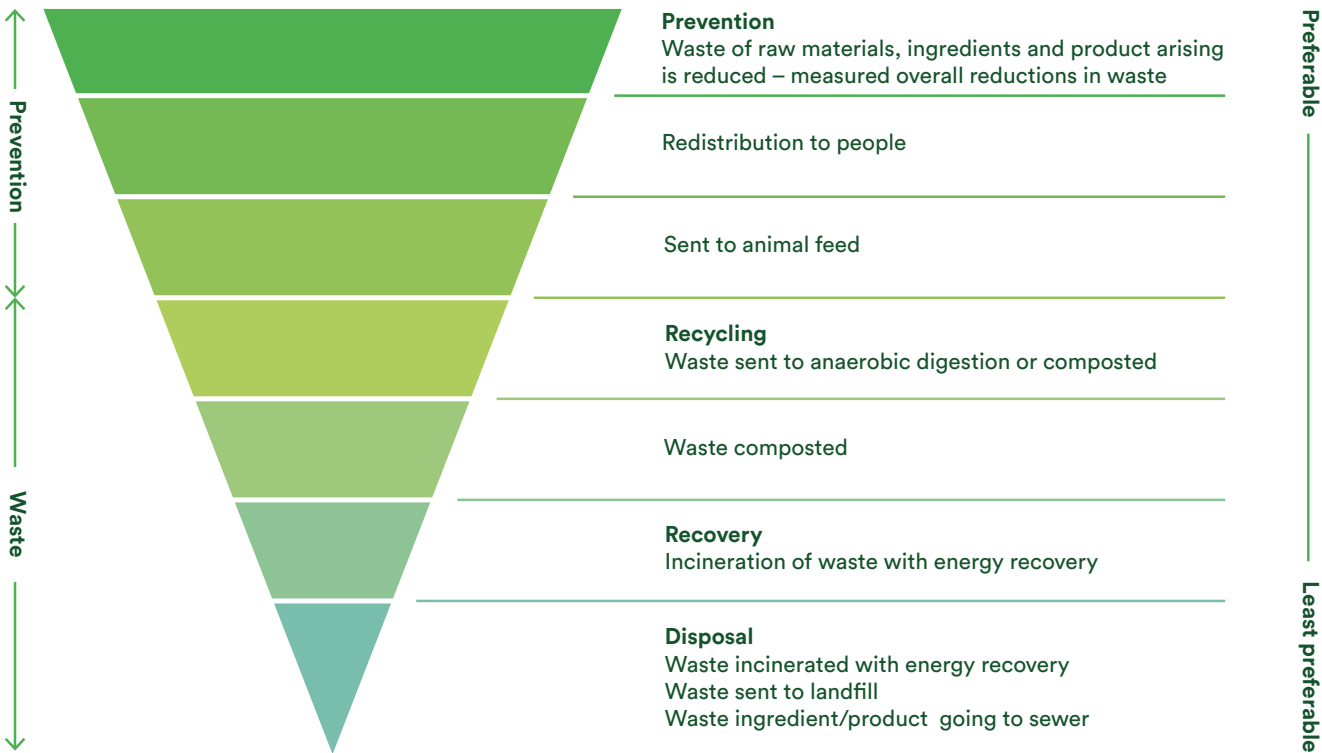 Prevention
Waste of raw materials, ingredients and product arising
is reduced – measured overall reductions in waste
Redistribution to people
Sent to animal feed
Recycling
Waste sent to anaerobic digestion or composted
Waste composted
Recovery
Incineration of waste with energy recovery
Disposal
Waste incinerated with energy recovery
Waste sent to landfill
Waste ingredient/product  going to sewer
Prevention
Waste
Preferable
Least preferable